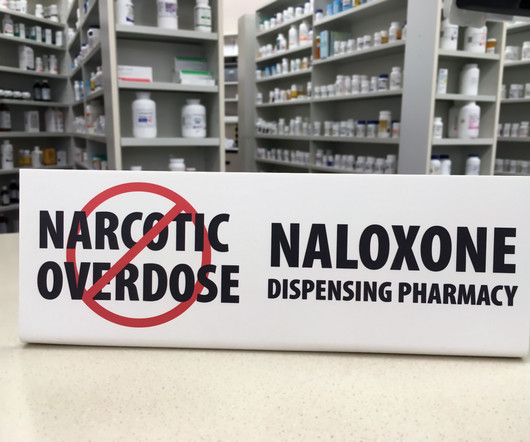 NARCOTIC
OVERDOSE
NALOXONE
DISPENSING PHARMACY